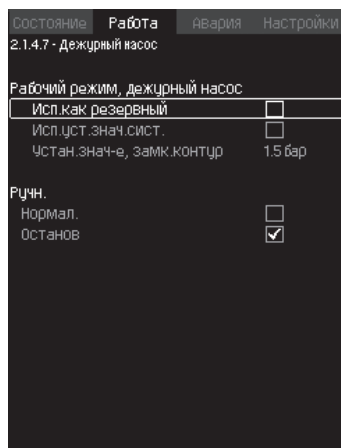 Состояние Работа Авария Настройки
2.1.4.7 - Дежурный насос
Рабочий режим, дежурный насос
Исп.как резервный
Исп.уст.знач.сист.
Устан.знач-е, замк.контур 1.5 бар
Ручн.
Нормал.
Останов